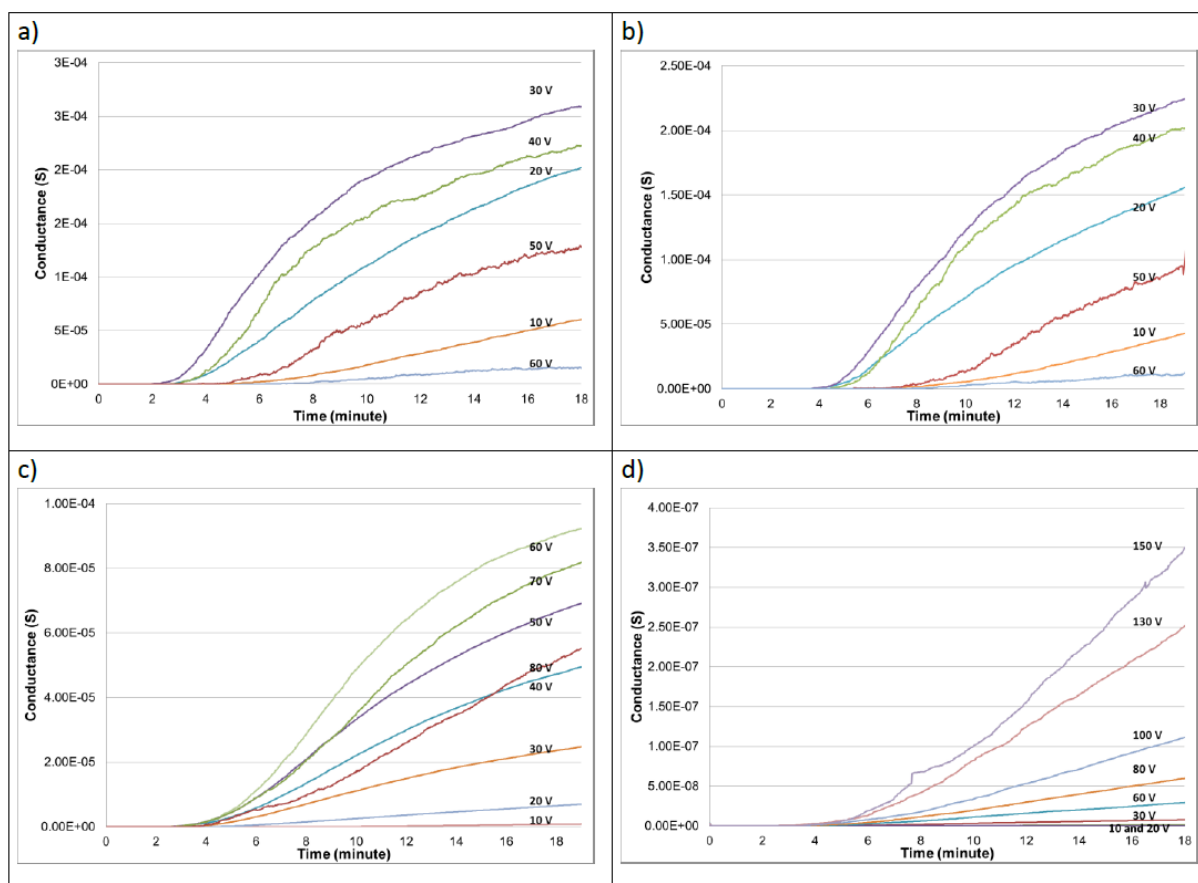 a)
3E-04
3E-04
2E-04
2E-04
1E-04
5E-05
0E+00
Conductance (S)
30 V
40 V
20 V
50 V
10 V
60 V
0 2 4 6 8 10 12 14 16 18
Time (minute)
b)
2.50E-04
2.00E-04
1.50E-04
1.00E-04
5.00E-05
0.00E+00
Conductance (S)
30 V
40 V
20 V
50 V
10 V
60 V
0 2 4 6 8 10 12 14 16 18
Time (minute)
c)
1.00E-04
8.00E-05
6.00E-05
4.00E-05
2.00E-05
0.00E+00
Conductance (S)
60 V
70 V
50 V
80 V
40 V
30 V
20 V
10 V
0 2 4 6 8 10 12 14 16 18
Time (minute)
d)
4.00E-07
3.50E-07
3.00E-07
2.50E-07
2.00E-07
1.50E-07
1.00E-07
5.00E-08
0.00E+00
Conductance (S)
150 V
130 V
100 V
80 V
60 V
30 V
10 and 20 V
0 2 4 6 8 10 12 14 16 18
Time (minute)